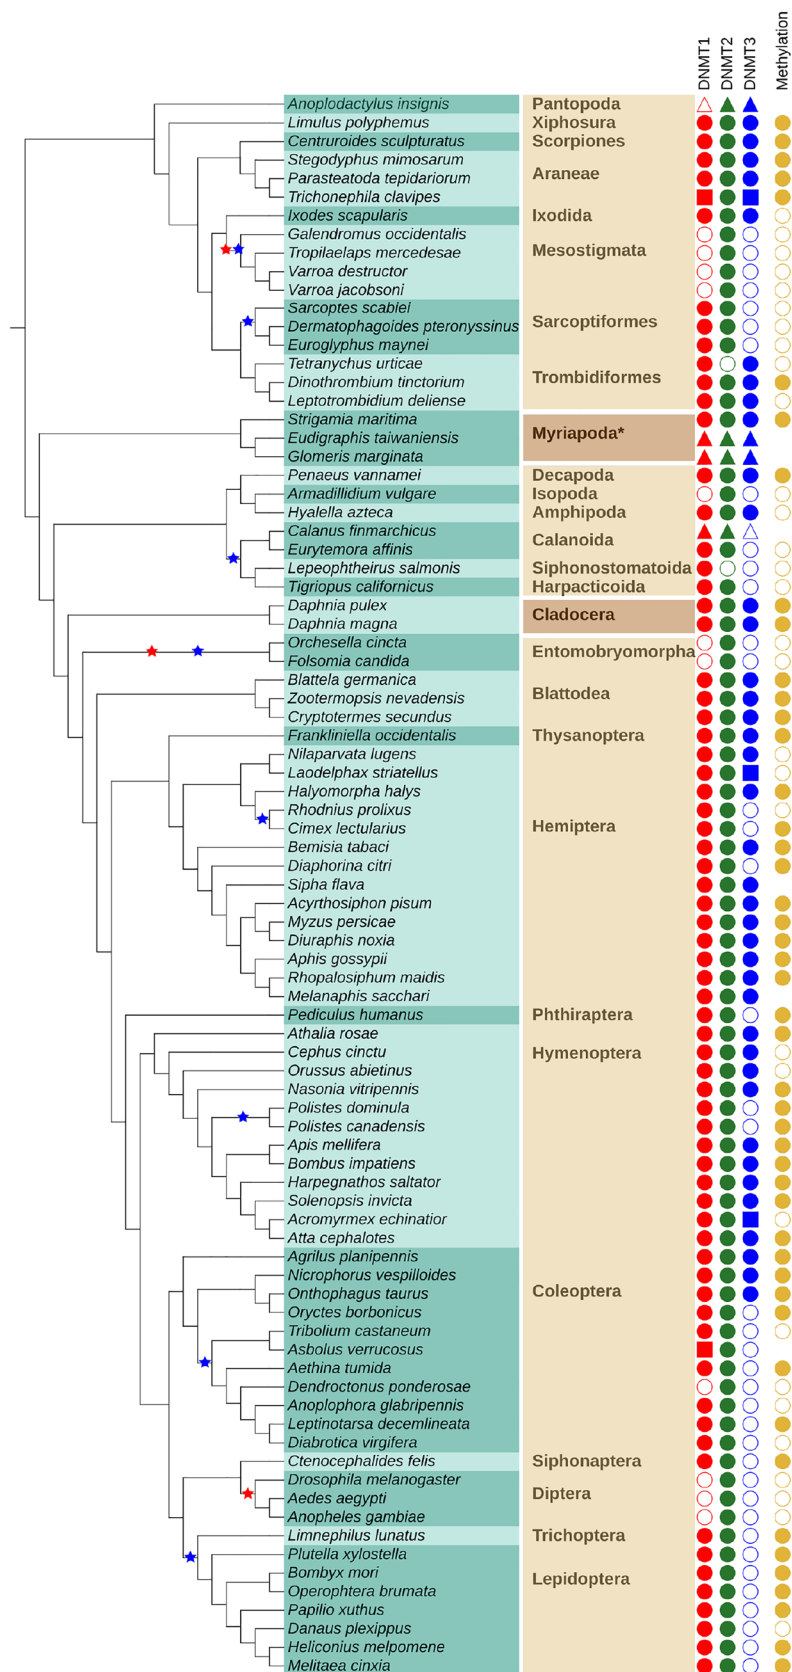 DNMT1
DNMT2
DNMT3
Methylation
Anoplodactylus insignis Pantopoda
Limulus polyphemus Xiphosura
Centruroides sculpturatus Scorpiones
Stegodyphus mimosarum
Parasteatoda tepidariorum Araneae
Trichonephila clavipes
Ixodes scapularis Ixodida
Galendromus occidentalis
Tropilaelaps mercedesae Mesostigmata
Varroa destructor
Varroa jacobsoni
Sarcoptes scabiei
Dermatophagoides pteronyssinus Sarcoptiformes
Euroglyphus maynei
Tetranychus urticae
Dinothrombium tinctorium Trombidiformes
Leptotrombidium deliense
Strigamia maritima
Eudigraphis taiwaniensis Myriapoda*
Glomeris marginata
Penaeus vannamei Decapoda
Armadillidium vulgare Isopoda
Hyalella azteca Amphipoda
Calanus finmarchicus
Eurytemora affinis Calanoida
Lepeophtheirus salmonis Siphonostomatoida
Tigriopus californicus Harpacticoida
Daphnia pulex
Daphnia magna Cladocera
Orchesella cincta
Folsomia candida Entomobryomorpha
Blattela germanica
Zootermopsis nevadensis Blattodea
Cryptotermes secundus
Frankliniella occidentalis Thysanoptera
Nilaparvata lugens
Laodelphax striatellus
Halyomorpha halys
Rhodnius prolixus
Cimex lectularius Hemiptera
Bemisia tabaci
Diaphorina citri
Sipha flava
Acyrthosiphon pisum
Myzus persicae
Diuraphis noxia
Aphis gossypii
Rhopalosiphum maidis
Melanaphis sacchari
Pediculus humanus Phthiraptera
Athalia rosae
Cephus cinctu Hymenoptera
Orussus abietinus
Nasonia vitripennis
Polistes dominula
Polistes canadensis
Apis mellifera
Bombus impatiens
Harpegnathos saltator
Solenopsis invicta
Acromyrmex echinatior
Atta cephalotes
Agrilus planipennis
Nicrophorus vespilloides
Onthophagus taurus Coleoptera
Oryctes borbonicus
Tribolium castaneum
Asbolus verrucosus
Aethina tumida
Dendroctonus ponderosae
Anoplophora glabripennis
Leptinotarsa decemlineata
Diabrotica virgifera
Ctenocephalides felis Siphonaptera
Drosophila melanogaster
Aedes aegypti Diptera
Anopheles gambiae
Limnephilus lunatus Trichoptera
Plutella xylostella
Bombyx mori Lepidoptera
Operophtera brumata
Papilio xuthus
Danaus plexippus
Heliconius melpomene
Melitaea cinxia